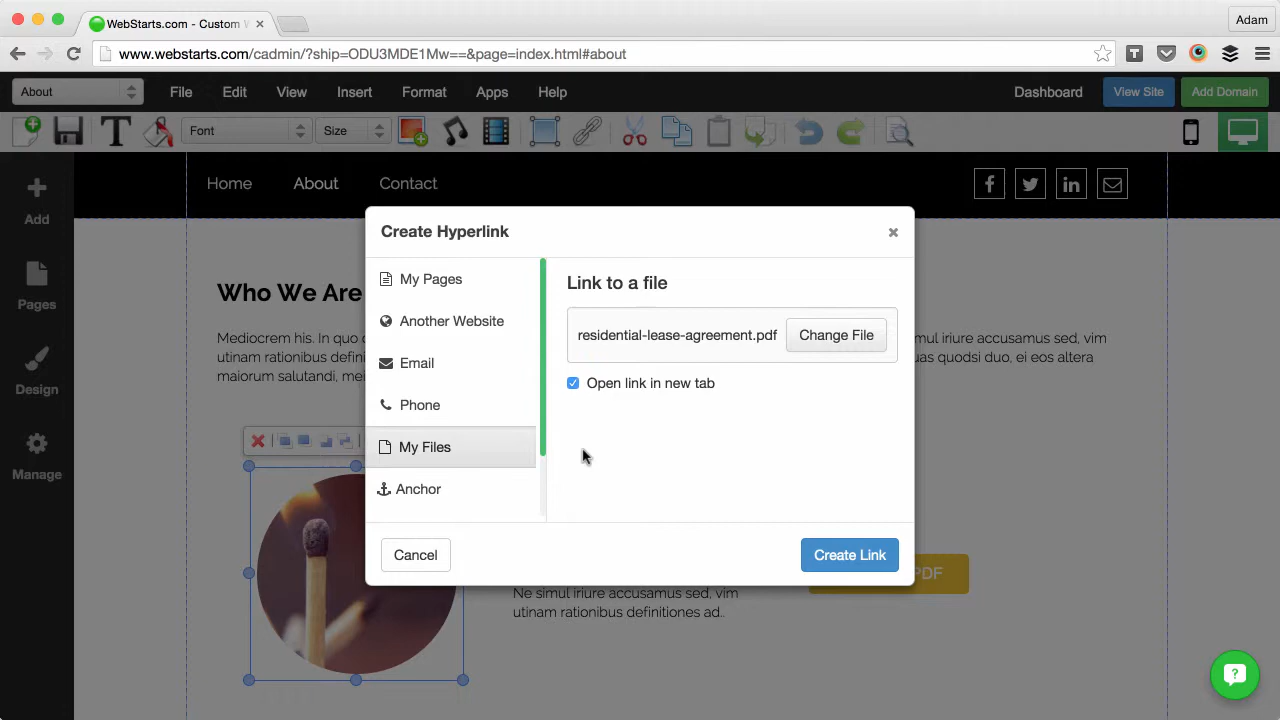 WebStarts.com - Custom W
Adam
www.webstarts.com/cadmin/?ship=ODU3MDE1Mw==&page=index.html#about
About
File
Edit
View
Insert
Format
Apps
Help
Dashboard
View Site
Add Domain
T
Font
Size
Add
Pages
Design
Manage
Home
About
Contact
Who We Are
Mediocrem his. In quo
utinam rationibus defini
maiorum salutandi, mei
mul iriure accusamus sed, vim
uas quodsi duo, ei eos altera
Create Hyperlink
My Pages
Another Website
Email
Phone
My Files
Anchor
Link to a file
residential-lease-agreement.pdf
Change File
Open link in new tab
Cancel
Create Link
PDF
Ne simul iriure accusamus sed, vim
utinam rationibus definitiones ad..